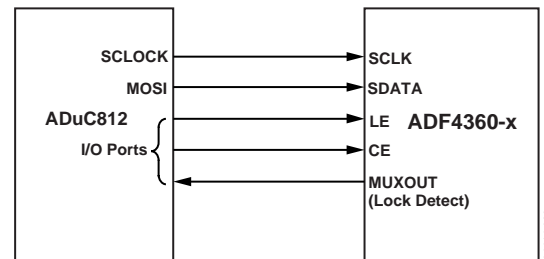 SCLOCK
MOSI
ADuC812
I/O Ports
SCLK
SDATA
LE
ADF4360-x
CE
MUXOUT
(Lock Detect)